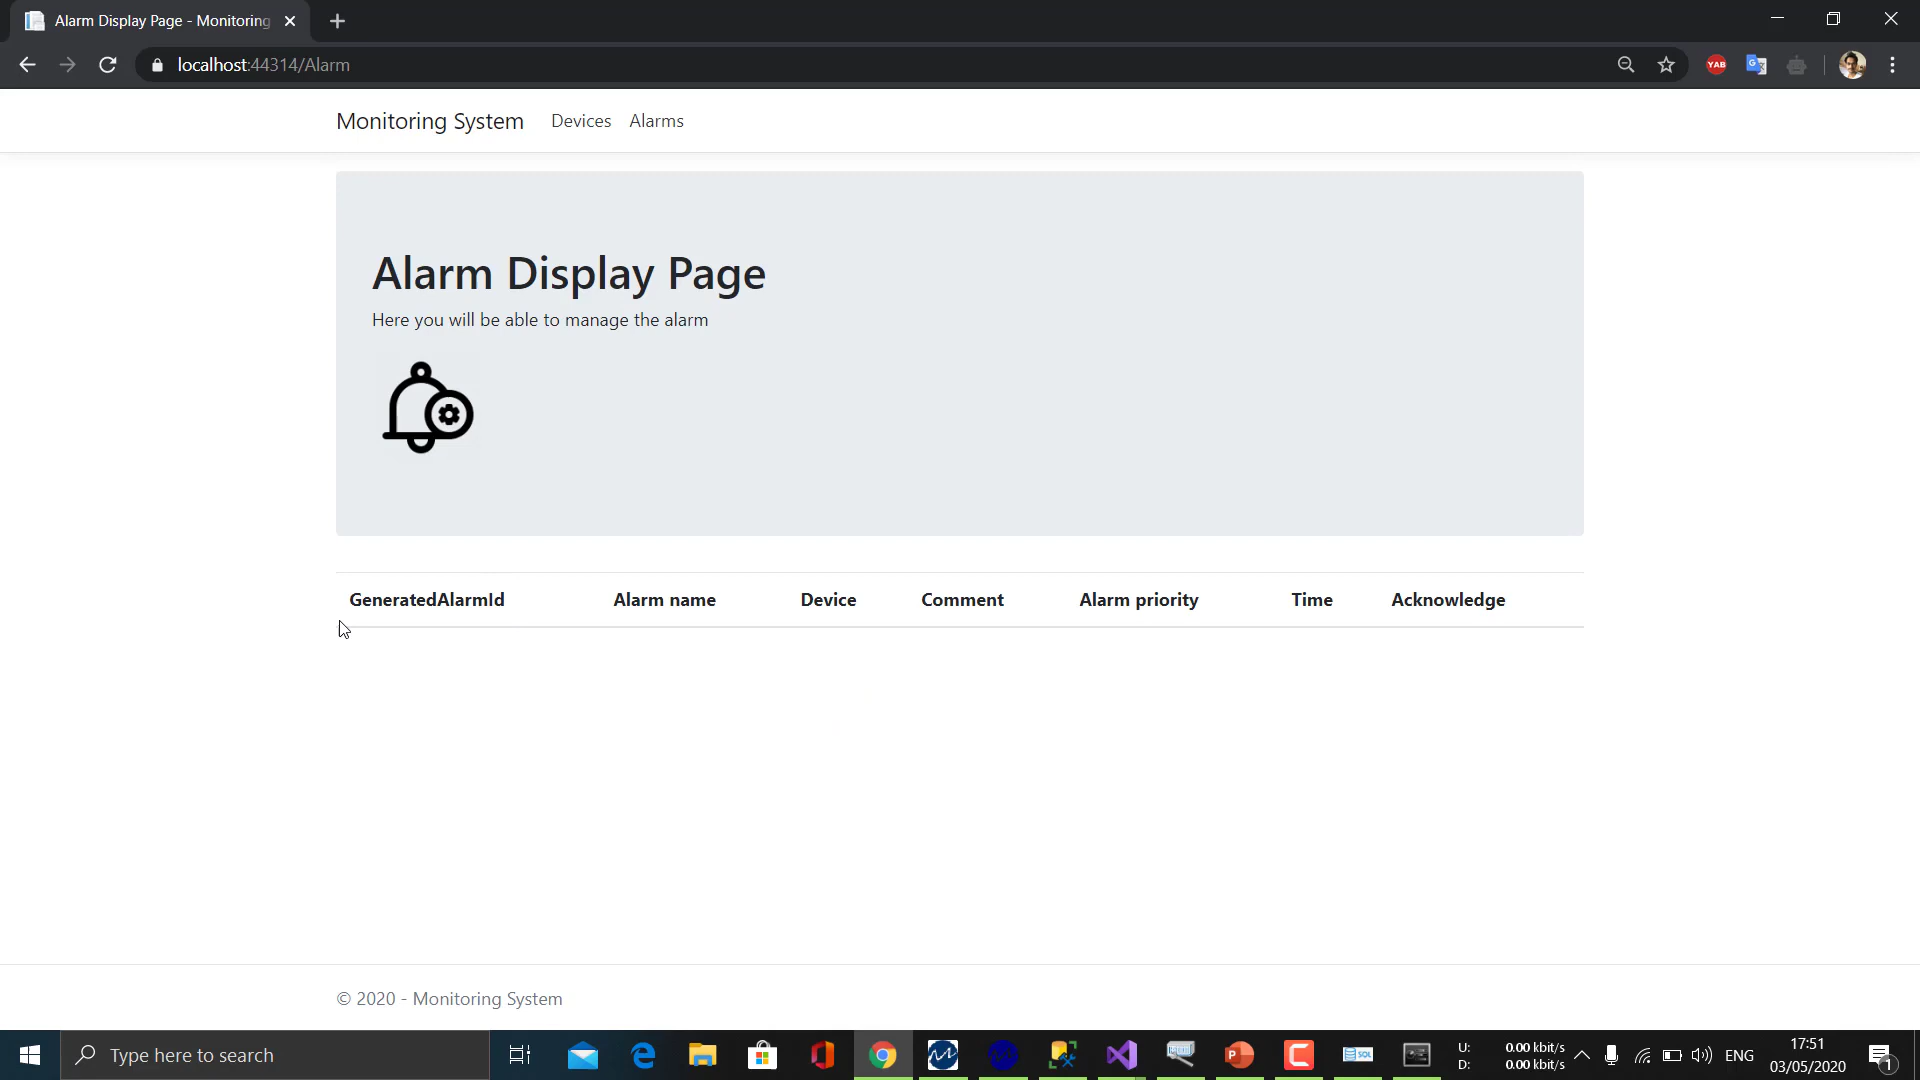 Alarm Display Page - Monitoring
localhost:44314/Alarm
YAB
Monitoring System Devices Alarms
Alarm Display Page
Here you will be able to manage the alarm
GeneratedAlarmId Alarm name Device Comment Alarm priority Time Acknowledge
© 2020 - Monitoring System
Type here to search
U: 0.00 kbit/s
D: 0.00 kbit/s
ENG
17:51
03/05/2020
1